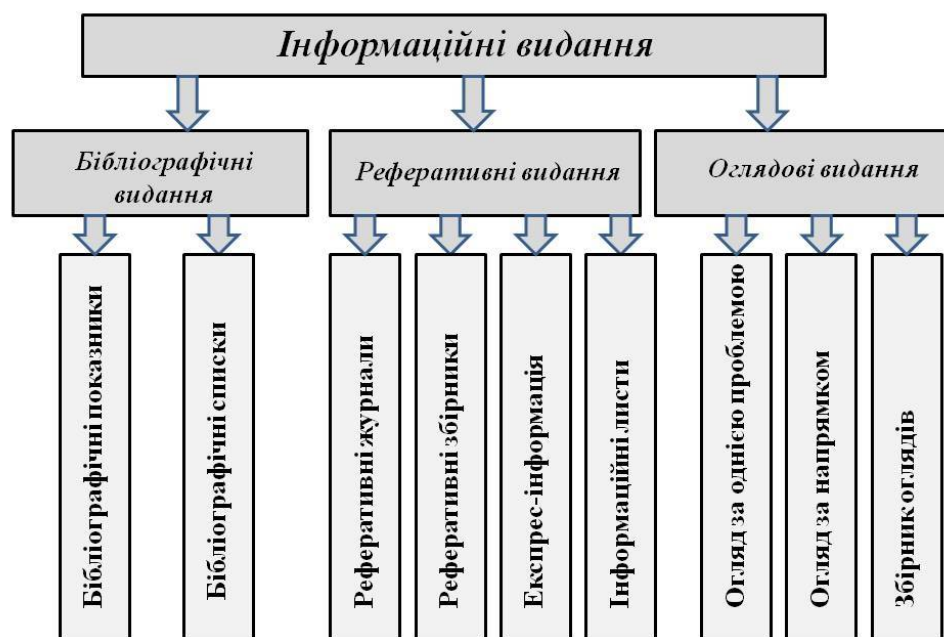 Інформаційні видання
Бібліографічні
видання
Реферативні видання
Оглядові видання
Бібліографічні показники
Бібліографічні списки
Реферативні журнали
Реферативні збірники
Експрес-інформація
Інформаційні листи
Огляд за однією проблемою
Огляд за напрямком
Збірник оглядів